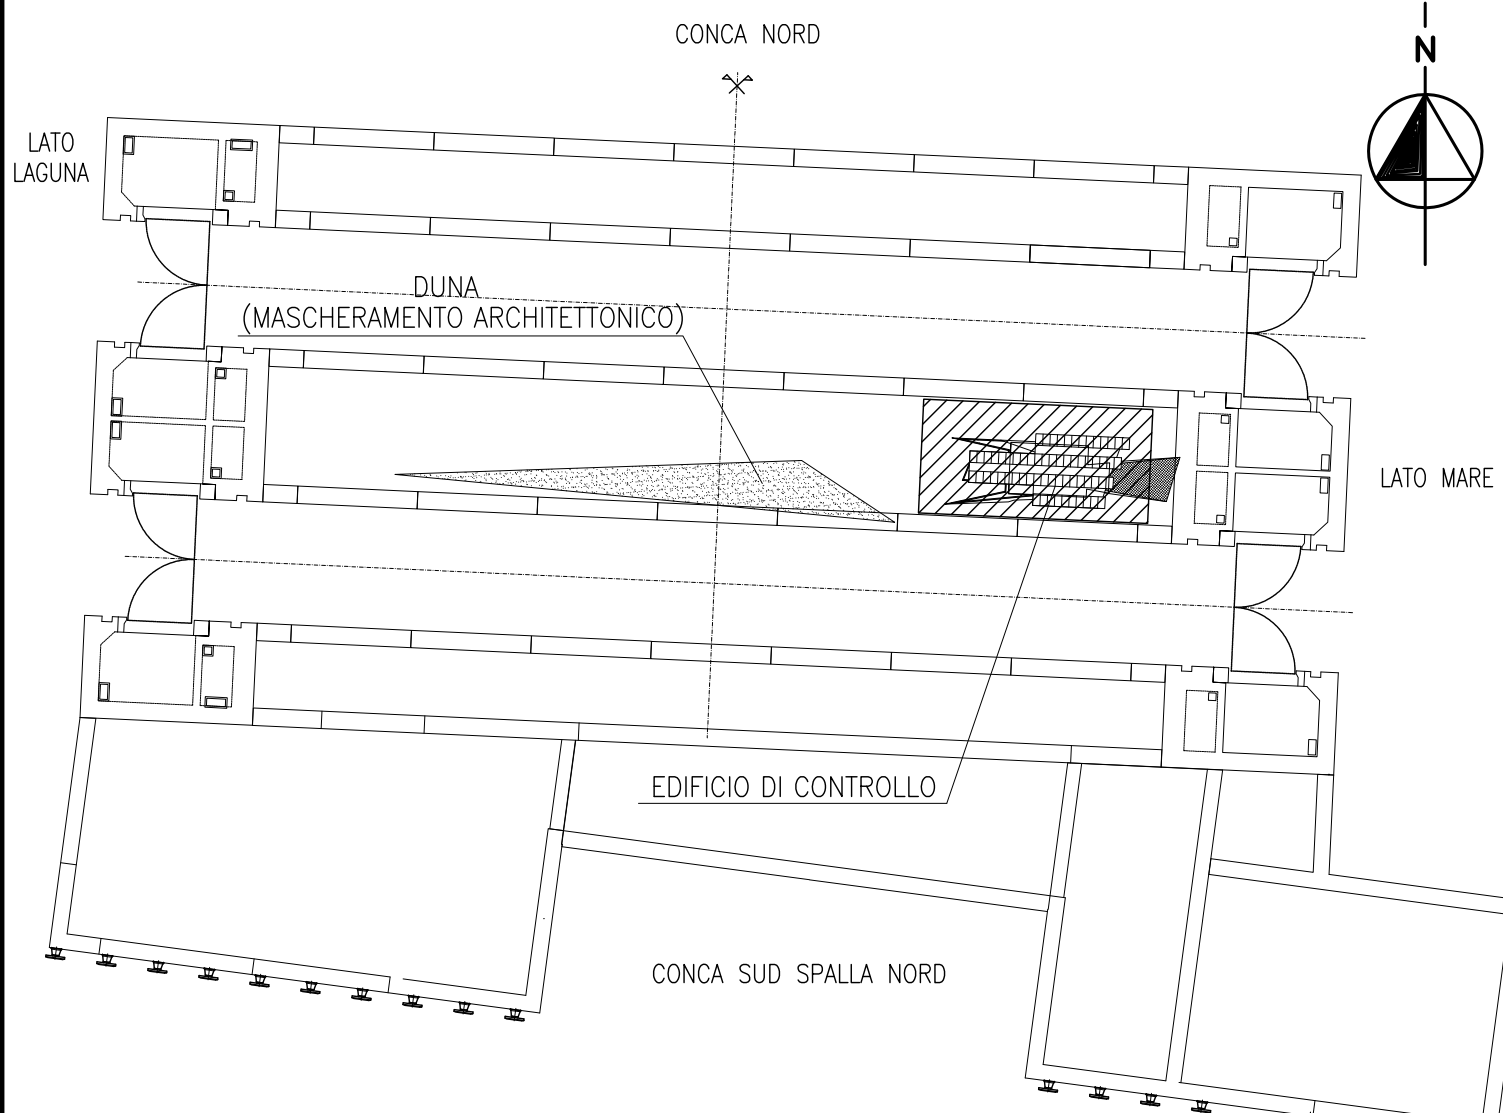 CONCA NORD
N
LATO
LAGUNA
DUNA
(MASCHERAMENTO ARCHITETTONICO)
LATO MARE
EDIFICIO DI CONTROLLO
CONCA SUD SPALLA NORD